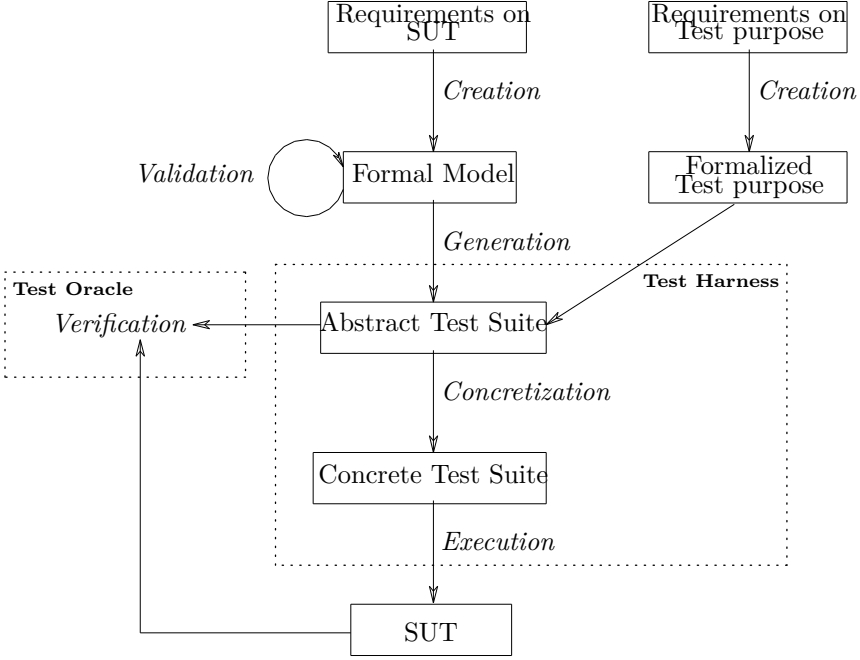 Requirements on
SUT
Requirements on
Test purpose
Creation
Creation
Validation
Formal Model
Formalized
Test purpose
Generation
Test Oracle
Test Harness
Verification
Abstract Test Suite
Concretization
Concrete Test Suite
Execution
SUT